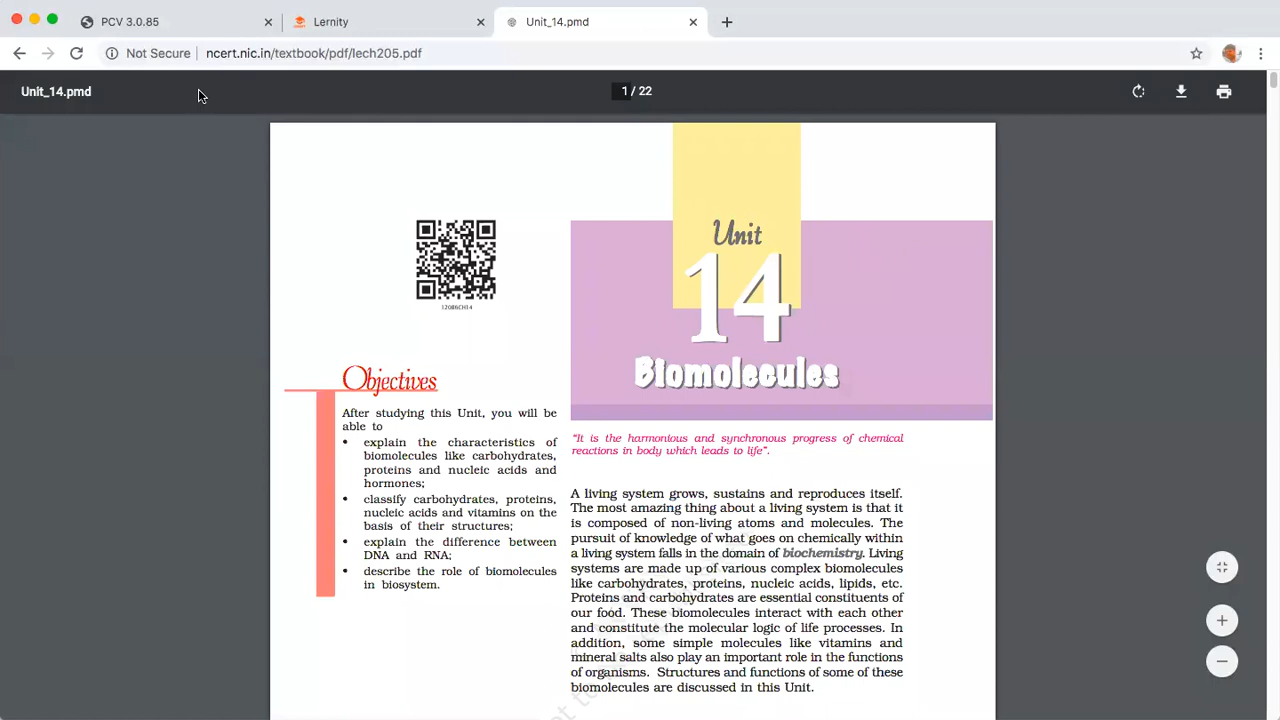 PCV 3.0.85
Lernity
Unit_14.pmd
Not Secure
ncert.nic.in/textbook/pdf/lech205.pdf
Unit_14.pmd
1 / 22
12086CH14
Unit
14
Biomolecules
Objectives
After studying this Unit, you will be
able to
• explain the characteristics of
biomolecules like carbohydrates,
proteins and nucleic acids and
hormones;
• classify carbohydrates, proteins,
nucleic acids and vitamins on the
basis of their structures;
• explain the difference between
DNA and RNA;
• describe the role of biomolecules
in biosystem.
“It is the harmonious and synchronous progress of chemical
reactions in body which leads to life”.
A living system grows, sustains and reproduces itself.
The most amazing thing about a living system is that it
is composed of non-living atoms and molecules. The
pursuit of knowledge of what goes on chemically within
a living system falls in the domain of biochemistry. Living
systems are made up of various complex biomolecules
like carbohydrates, proteins, nucleic acids, lipids, etc.
Proteins and carbohydrates are essential constituents of
our food. These biomolecules interact with each other
and constitute the molecular logic of life processes. In
addition, some simple molecules like vitamins and
mineral salts also play an important role in the functions
of organisms. Structures and functions of some of these
biomolecules are discussed in this Unit.